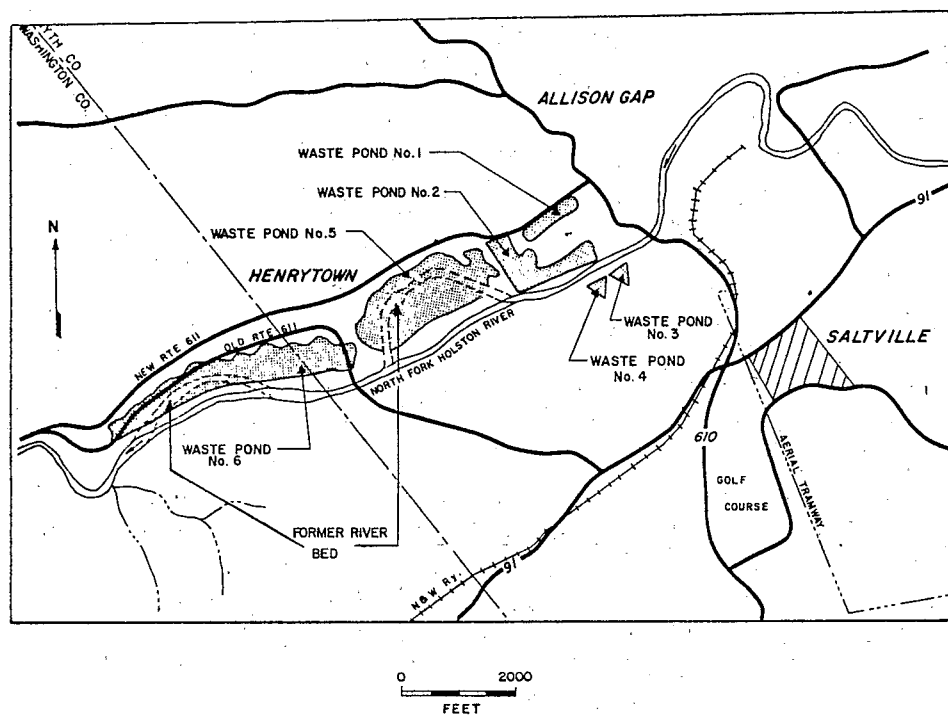 YTH CO
WASHINGTON CO.
ALLISON GAP
WASTE POND No.1
WASTE POND No.2
WASTE POND No.5
N
HENRYTOWN
91
NEW RTE 611
OLD RTE 611
NORTH FORK HOLSTON RIVER
WASTE POND
No. 3
WASTE POND
No. 4
SALTVILLE
WASTE POND
No. 6
610
AERIAL TRAMWAY
GOLF
COURSE
FORMER RIVER
BED
N&W Ry.
91
0 2000
FEET